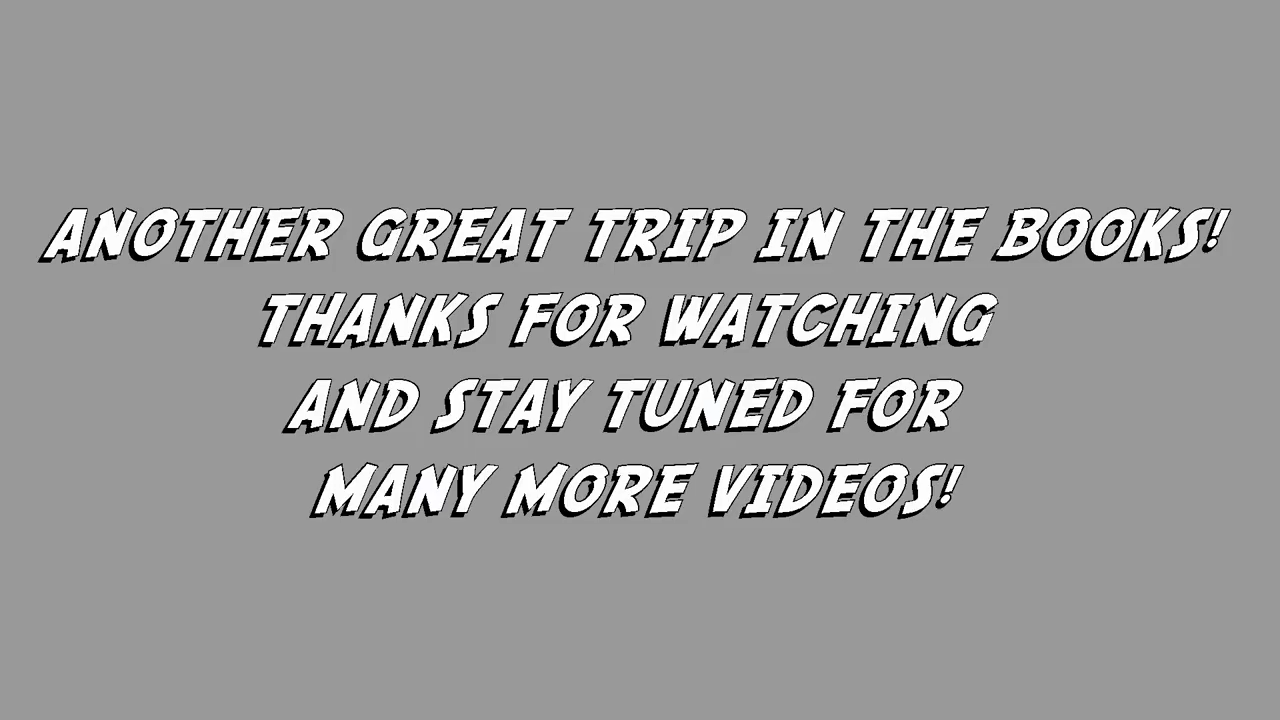 ANOTHER GREAT TRIP IN THE BOOKS!
THANKS FOR WATCHING
AND STAY TUNED FOR
MANY MORE VIDEOS!